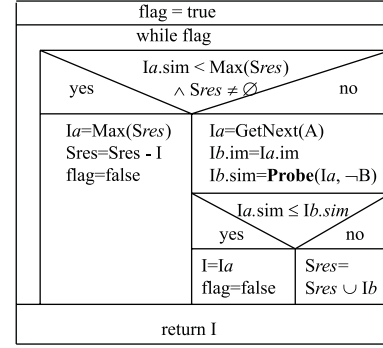 flag = true
while flag
Ia.sim < Max(Sres)
∧ Sres ≠ ∅
yes
no
Ia=Max(Sres)
Sres=Sres - I
flag=false
Ia=GetNext(A)
Ib.im=Ia.im
Ib.sim=Probe(Ia, ¬B)
Ia.sim ≤ Ib.sim
yes
no
I=Ia
flag=false
Sres=
Sres ∪ Ib
return I